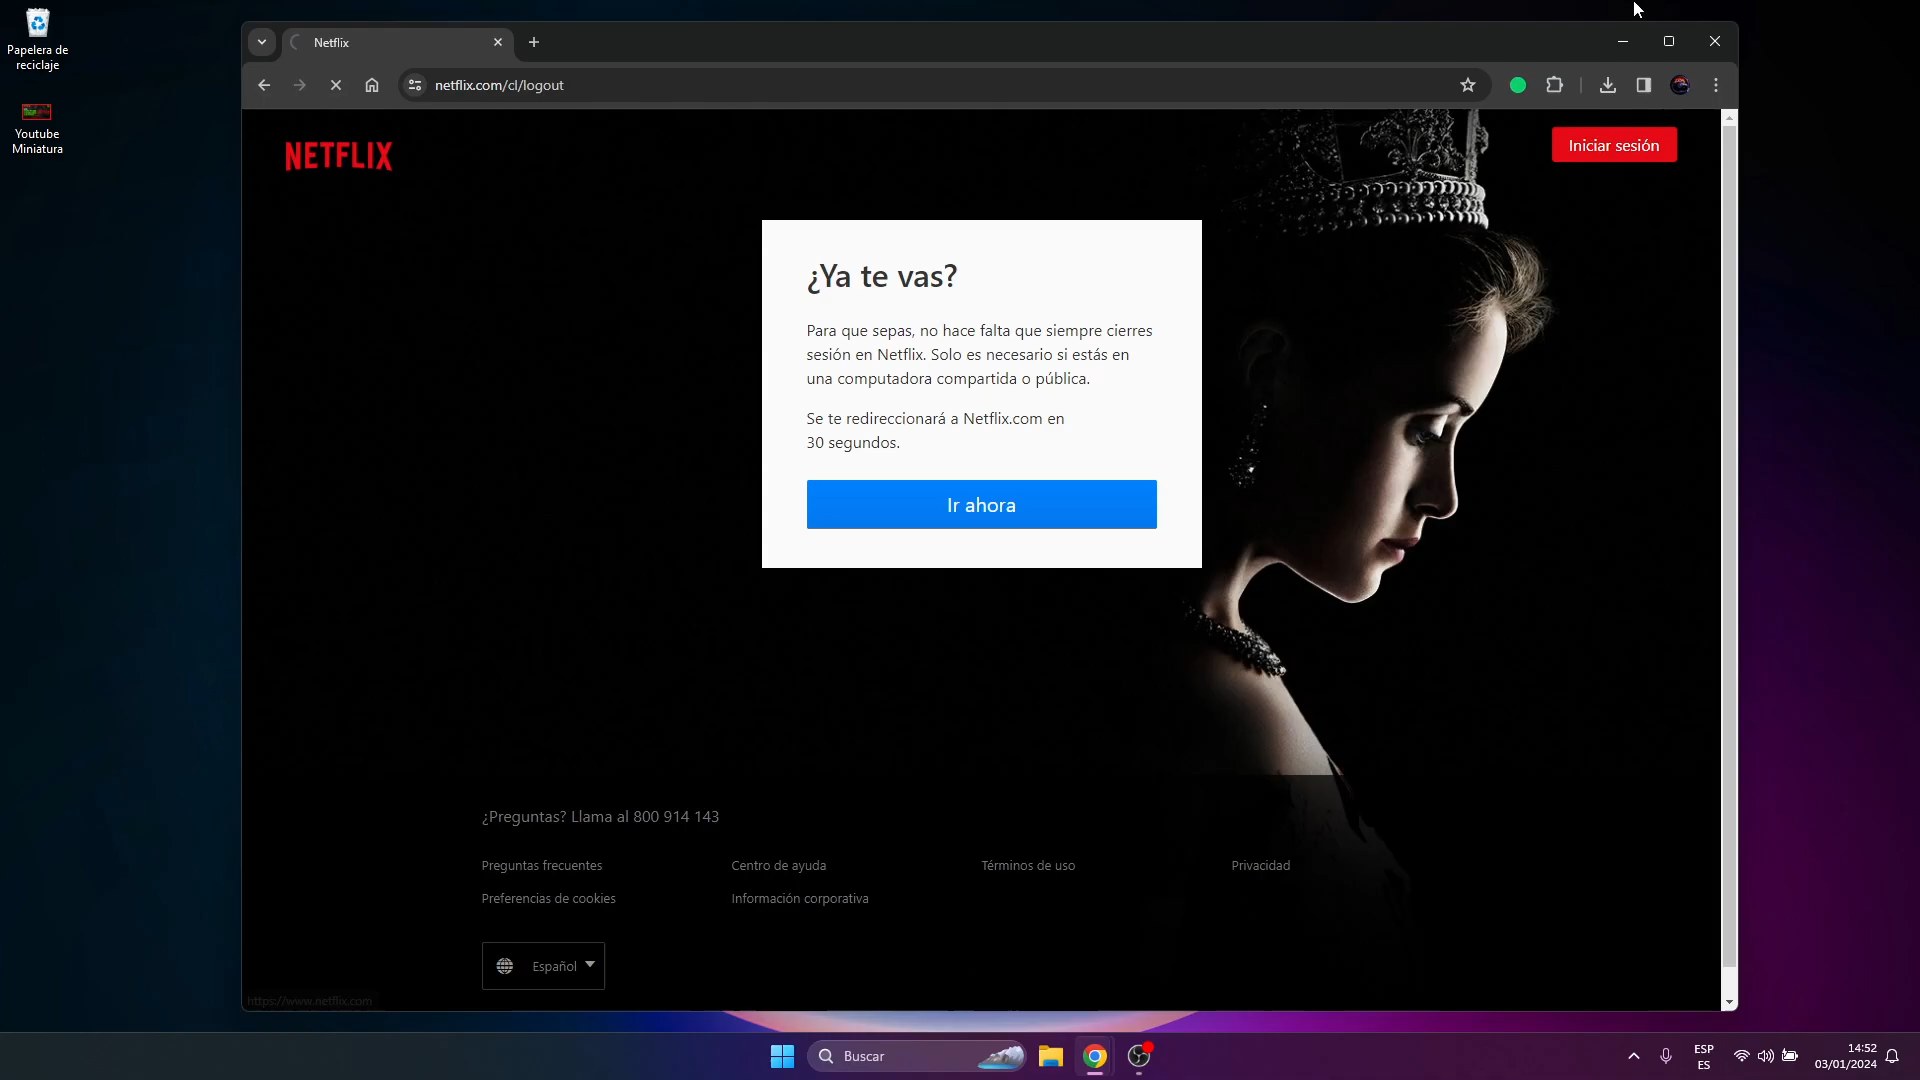 Papelera de
reciclaje
Youtube
Miniatura
Netflix
netflix.com/cl/logout
NETFLIX
Iniciar sesión
¿Ya te vas?
Para que sepas, no hace falta que siempre cierres
sesión en Netflix. Solo es necesario si estás en
una computadora compartida o pública.
Se te redireccionará a Netflix.com en
30 segundos.
Ir ahora
¿Preguntas? Llama al 800 914 143
Preguntas frecuentes
Centro de ayuda
Términos de uso
Privacidad
Preferencias de cookies
Información corporativa
Español
https://www.netflix.com
Buscar
ESP
ES
14:52
03/01/2024